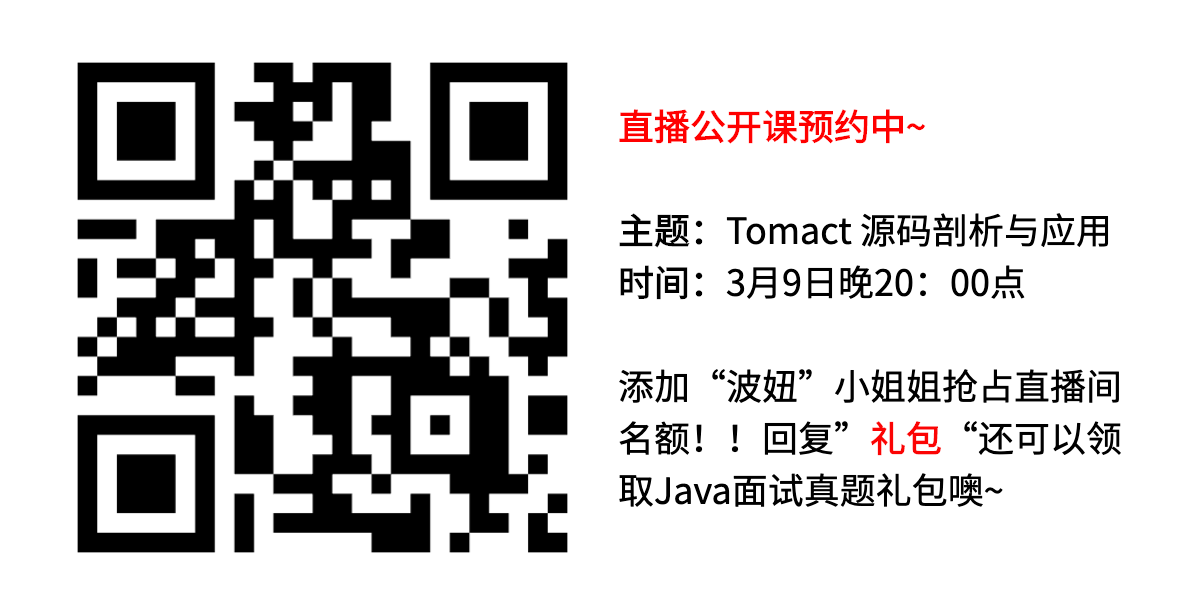 直播公开课预约中~
主题：Tomact 源码剖析与应用
时间：3月9日晚20：00点
添加“波妞”小姐姐抢占直播间
名额！！回复”礼包“还可以领
取Java面试真题礼包噢~